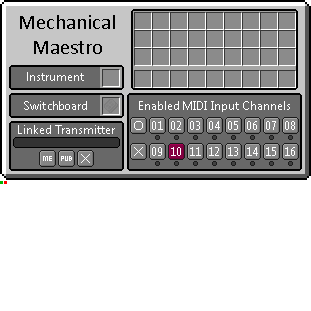 Mechanical
Maestro
Instrument
Switchboard
Linked Transmitter
ME PUB
Enabled MIDI Input Channels
01 02 03 04 05 06 07 08
09 10 11 12 13 14 15 16